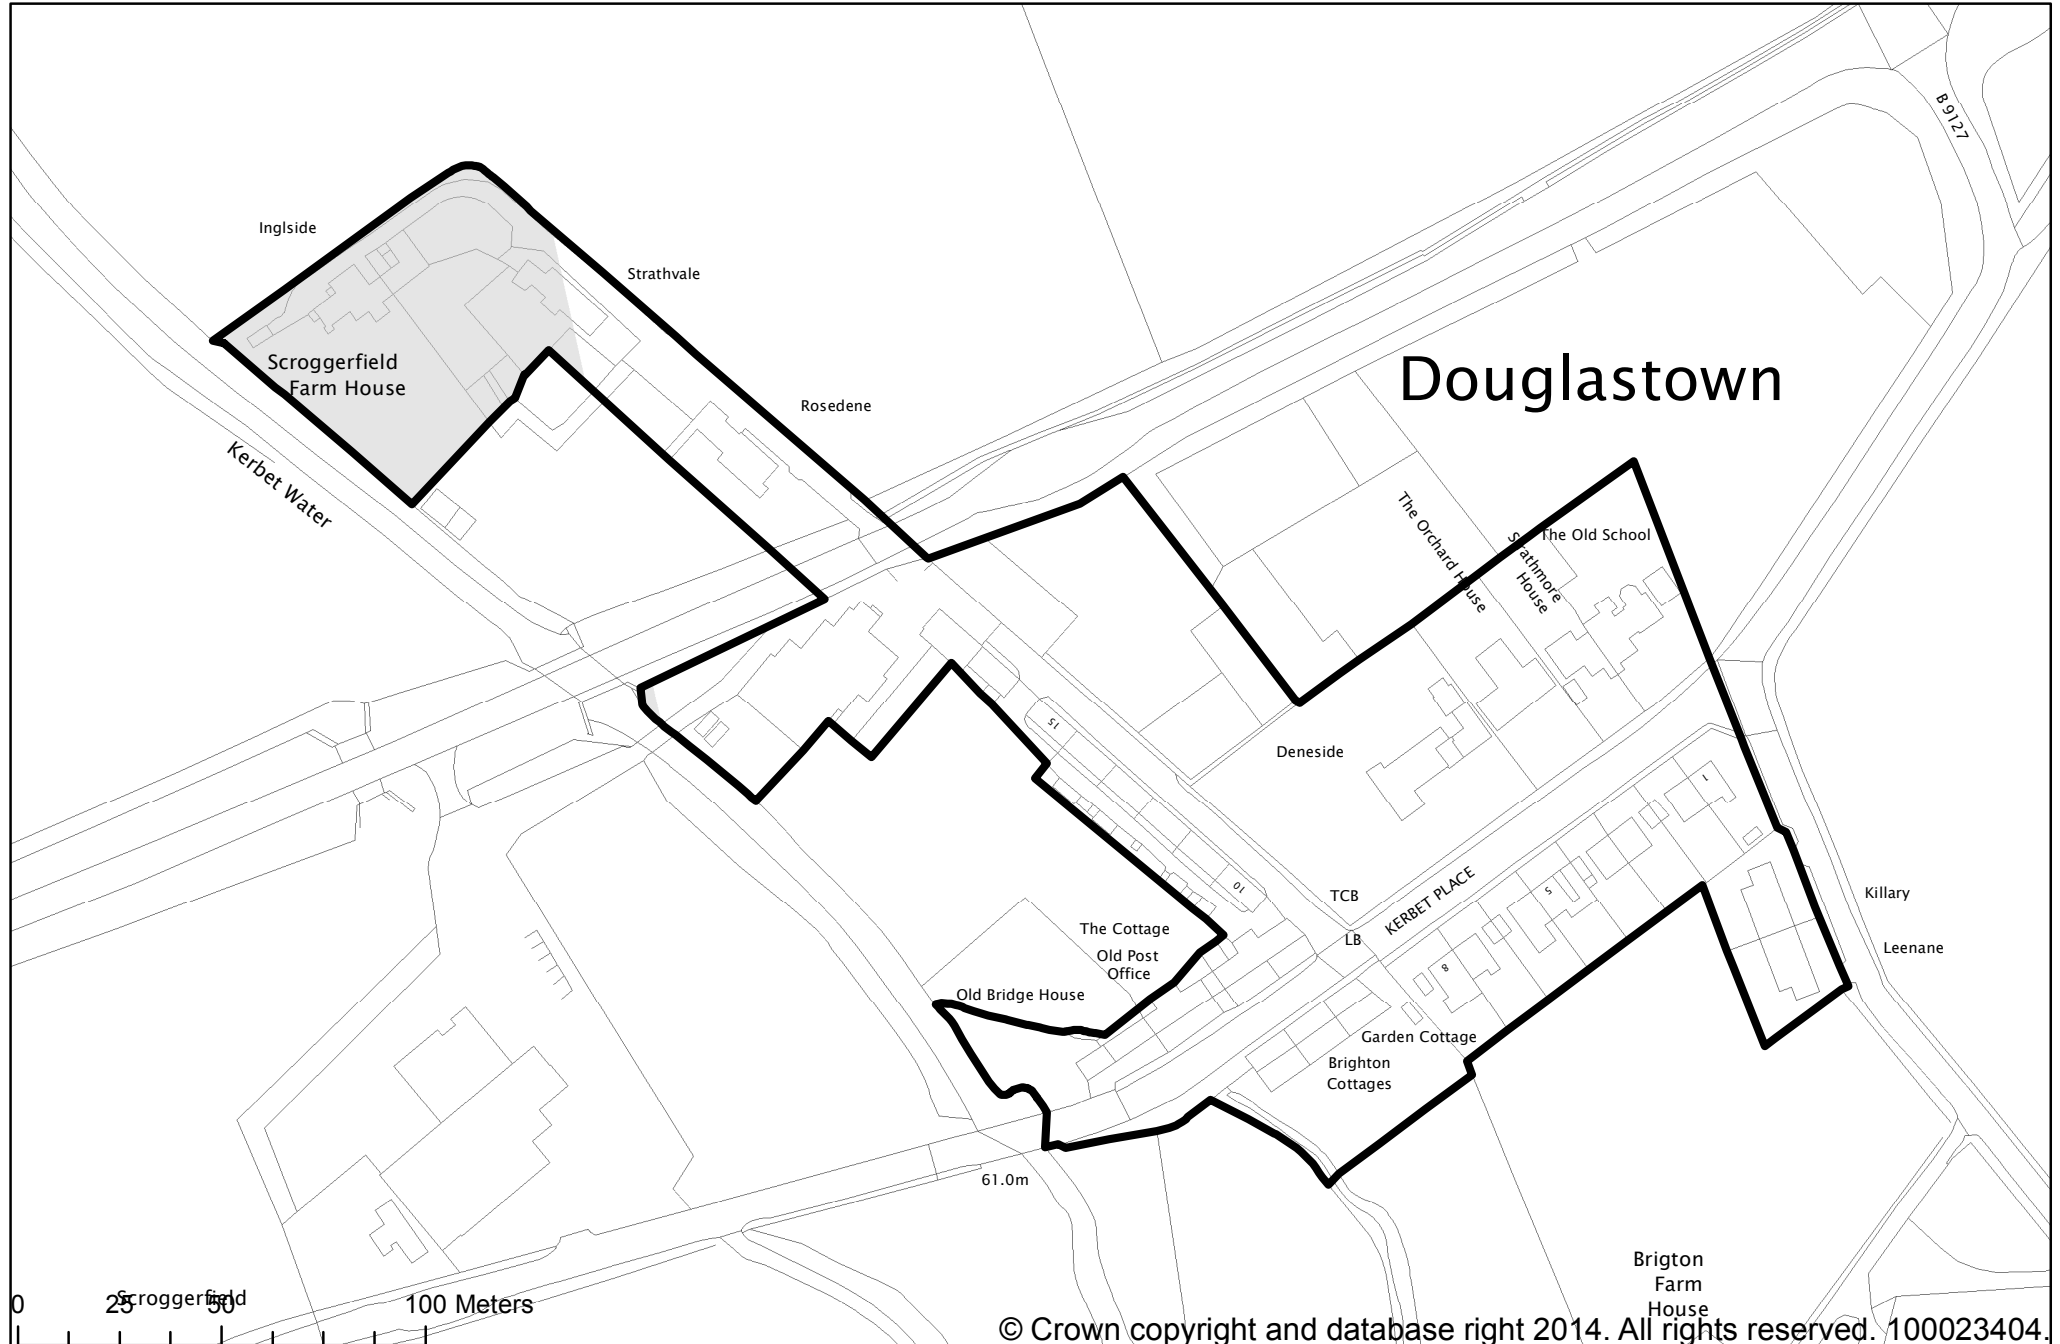 B 9127
Inglside
Strathvale
Scroggerfield
Farm House
Rosedene
Douglastown
Kerbet Water
The Orchard House
Strathmore
House
The Old School
15
Deneside
1
10
TCB
KERBET PLACE
5
Killary
LB
The Cottage
Old Post
Office
Old Bridge House
8
Leenane
Garden Cottage
Brighton
Cottages
61.0m
Brigton
Farm
House
Scroggerfield
0 25 50 100 Meters
© Crown copyright and database right 2014. All rights reserved. 100023404.